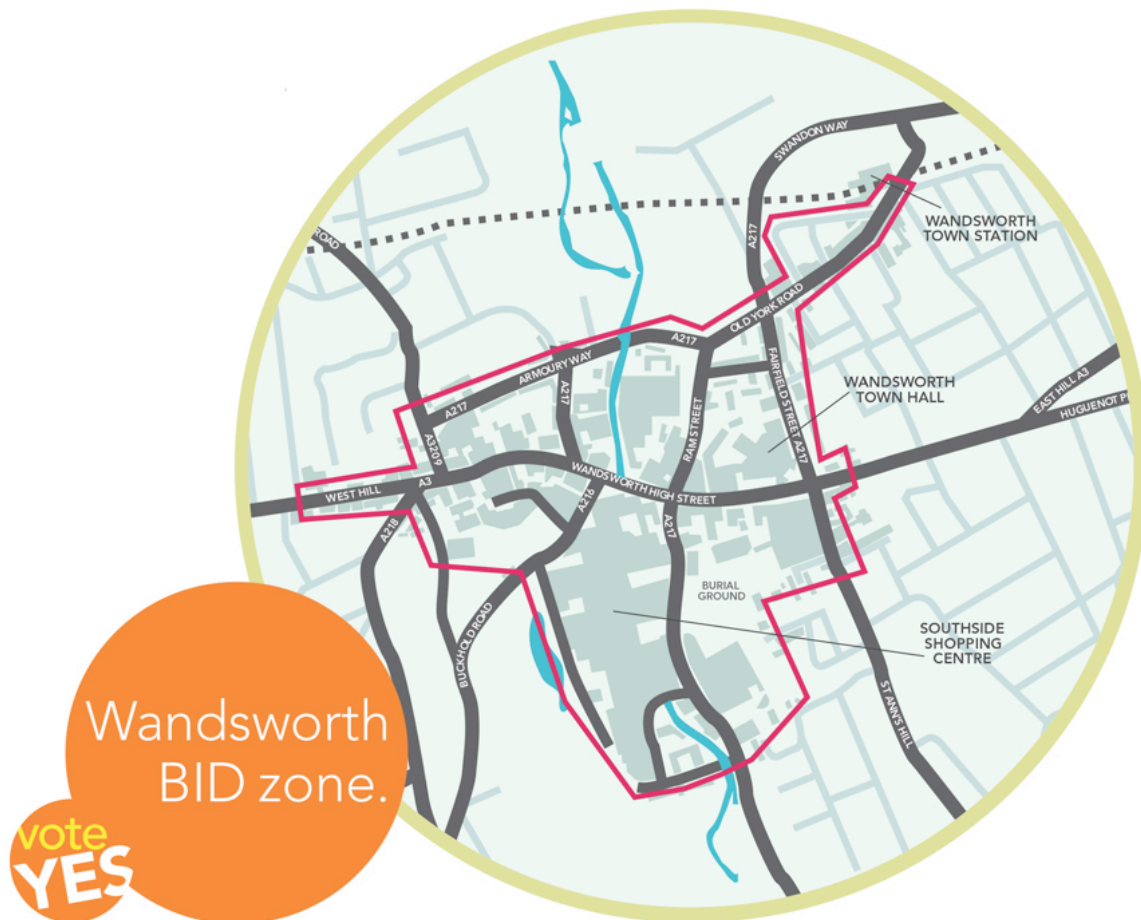 SWANDON WAY
WANDSWORTH
TOWN STATION
ROAD
A217
OLD YORK ROAD
A217
ARMOURY WAY
A217
A217
FAIRFIELD STREET A217
WANDSWORTH
TOWN HALL
EAST HILL A3
HUGUENOT
RAM STREET
A3209
WEST HILL
A3
WANDSWORTH HIGH STREET
A216
A218
A217
BURIAL
GROUND
SOUTHSIDE
SHOPPING
CENTRE
BUCKHOLD ROAD
ST ANN'S HILL
Wandsworth
BID zone.
vote
YES